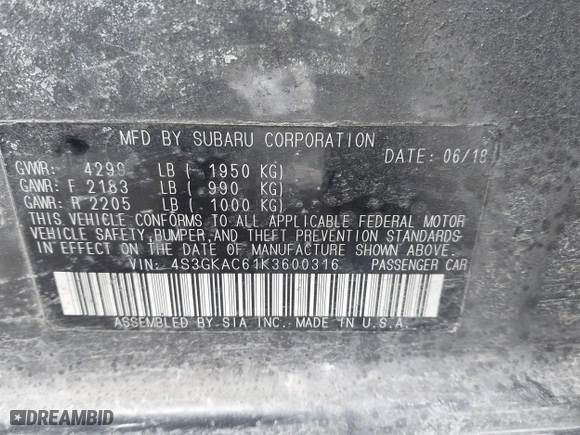 MFD BY SUBARU CORPORATION
DATE: 06/18
GVWR: 4299 LB ( 1950 KG)
GAWR: F 2183 LB ( 990 KG)
GAWR: R 2205 LB ( 1000 KG)
THIS VEHICLE CONFORMS TO ALL APPLICABLE FEDERAL MOTOR
VEHICLE SAFETY, BUMPER, AND THEFT PREVENTION STANDARDS
IN EFFECT ON THE DATE OF MANUFACTURE SHOWN ABOVE.
VIN: 4S3GKAC61K3600316 PASSENGER CAR
ASSEMBLED BY SIA INC. MADE IN U.S.A.
DREAMBID